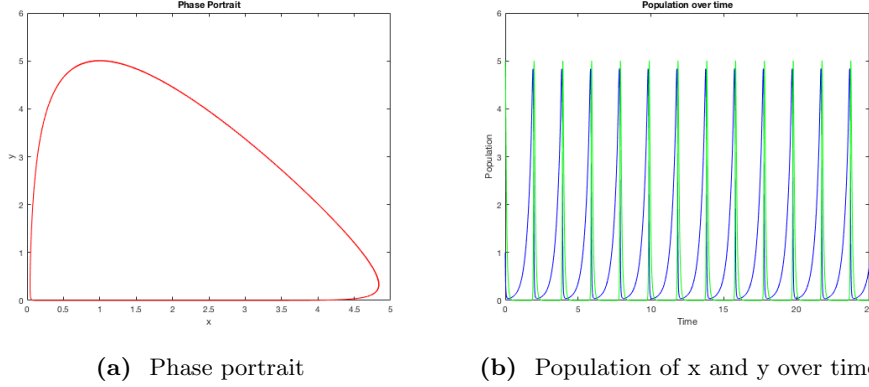 Phase Portrait
6
5
4
3
2
1
0
y
0 0.5 1 1.5 2 2.5 3 3.5 4 4.5 5
x
(a) Phase portrait
Population over time
6
5
4
3
2
1
0
Population
0 5 10 15 20 25
Time
(b) Population of x and y over time